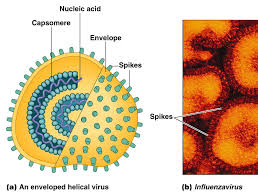 Nucleic acid
Capsomere
Envelope
Spikes
Spikes
(a) An enveloped helical virus
(b) Influenzavirus